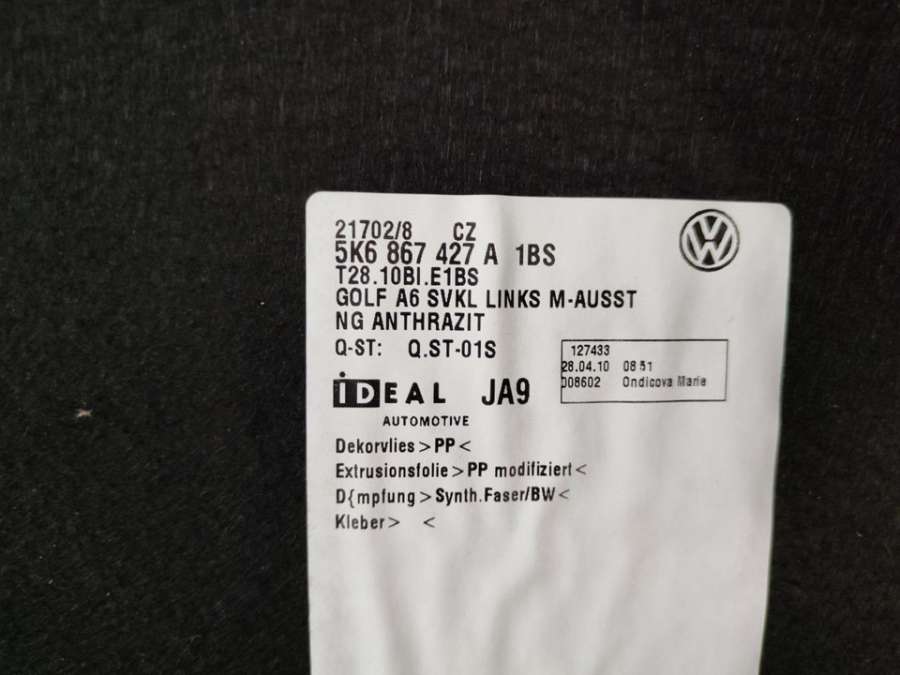 21702/8 CZ
5K6 867 427 A 1BS
T28.10BI.E1BS
GOLF A6 SVKL LINKS M-AUSST
NG ANTHRAZIT
Q-ST: Q.ST-01S
127433
28.04.10 08 51
008602 Ondicova Marie
iDEAL JA9
AUTOMOTIVE
Dekorvlies >PP<
Extrusionsfolie >PP modifiziert<
D{mpfung >Synth.Faser/BW<
Kleber> <